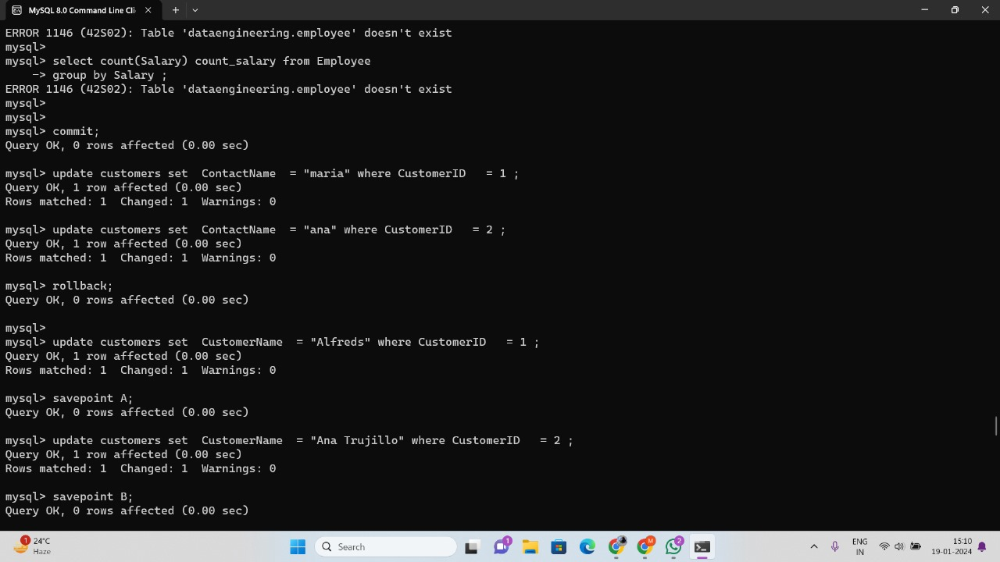 MySQL 8.0 Command Line Cli
ERROR 1146 (42S02): Table 'dataengineering.employee' doesn't exist
mysql>
mysql> select count(Salary) count_salary from Employee
    -> group by Salary ;
ERROR 1146 (42S02): Table 'dataengineering.employee' doesn't exist
mysql>
mysql>
mysql> commit;
Query OK, 0 rows affected (0.00 sec)
mysql> update customers set  ContactName  = "maria" where CustomerID   = 1 ;
Query OK, 1 row affected (0.00 sec)
Rows matched: 1  Changed: 1  Warnings: 0
mysql> update customers set  ContactName  = "ana" where CustomerID   = 2 ;
Query OK, 1 row affected (0.00 sec)
Rows matched: 1  Changed: 1  Warnings: 0
mysql> rollback;
Query OK, 0 rows affected (0.00 sec)
mysql>
mysql> update customers set  CustomerName  = "Alfreds" where CustomerID   = 1 ;
Query OK, 1 row affected (0.00 sec)
Rows matched: 1  Changed: 1  Warnings: 0
mysql> savepoint A;
Query OK, 0 rows affected (0.00 sec)
mysql> update customers set  CustomerName  = "Ana Trujillo" where CustomerID   = 2 ;
Query OK, 1 row affected (0.00 sec)
Rows matched: 1  Changed: 1  Warnings: 0
mysql> savepoint B;
Query OK, 0 rows affected (0.00 sec)
1
24°C
Haze
Search
1
M
2
ENG
IN
15:10
19-01-2024